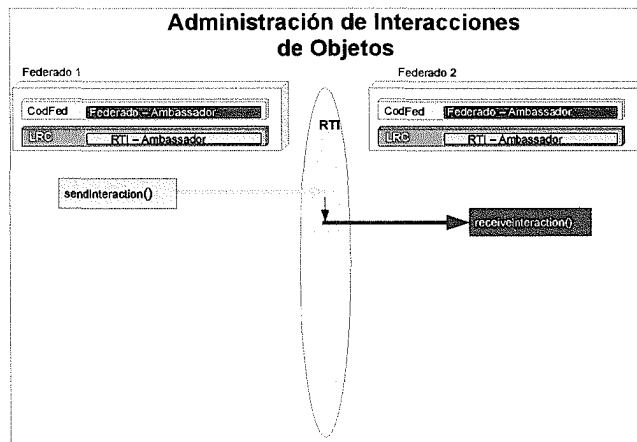 Administración de Interacciones
de Objetos
Federado 1
Federado 2
CodFed
Federado – Ambassador
LRC
RTI – Ambassador
RTI
CodFed
Federado – Ambassador
LRC
RTI – Ambassador
sendInteraction()
receiveInteraction()